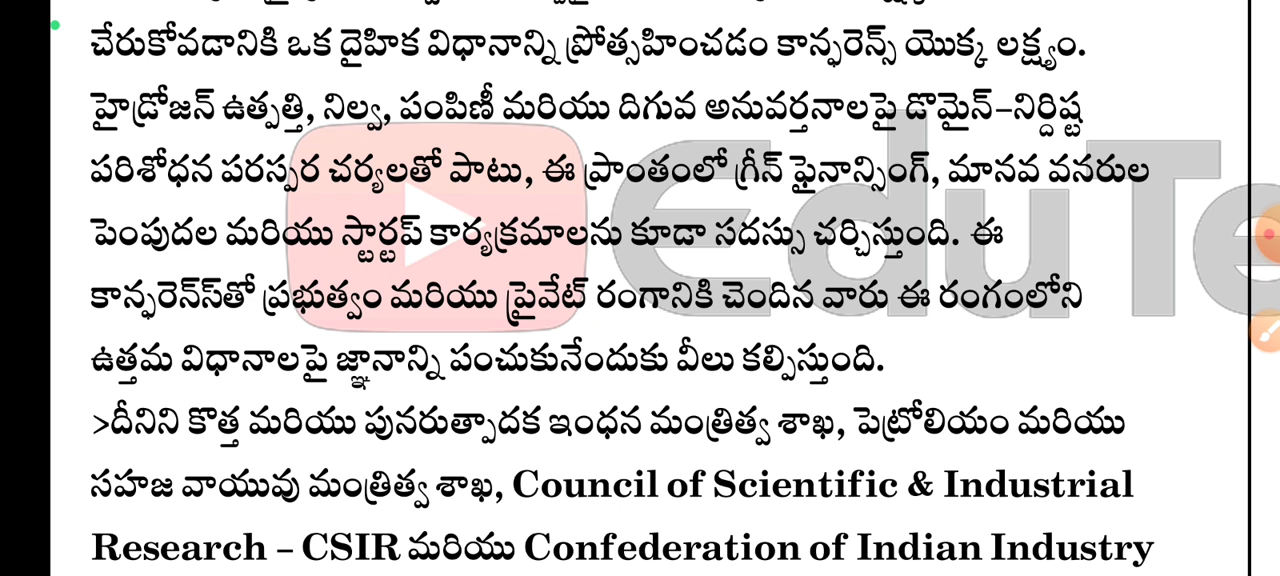 చేరుకోవడానికి ఒక దైహిక విధానాన్ని ప్రోత్సహించడం కాన్ఫరెన్స్ యొక్క లక్ష్యం.
హైడ్రోజన్ ఉత్పత్తి, నిల్వ, పంపిణీ మరియు దిగువ అనువర్తనాలపై డొమైన్-నిర్దిష్ట
పరిశోధన పరస్పర చర్యలతో పాటు, ఈ ప్రాంతంలో గ్రీన్ ఫైనాన్సింగ్, మానవ వనరుల
పెంపుదల మరియు స్టార్టప్ కార్యక్రమాలను కూడా సదస్సు చర్చిస్తుంది. ఈ
కాన్ఫరెన్స్‌తో ప్రభుత్వం మరియు ప్రైవేట్ రంగానికి చెందిన వారు ఈ రంగంలోని
ఉత్తమ విధానాలపై జ్ఞానాన్ని పంచుకునేందుకు వీలు కల్పిస్తుంది.
>దీనిని కొత్త మరియు పునరుత్పాదక ఇంధన మంత్రిత్వ శాఖ, పెట్రోలియం మరియు
సహజ వాయువు మంత్రిత్వ శాఖ, Council of Scientific & Industrial
Research – CSIR మరియు Confederation of Indian Industry
EduTe